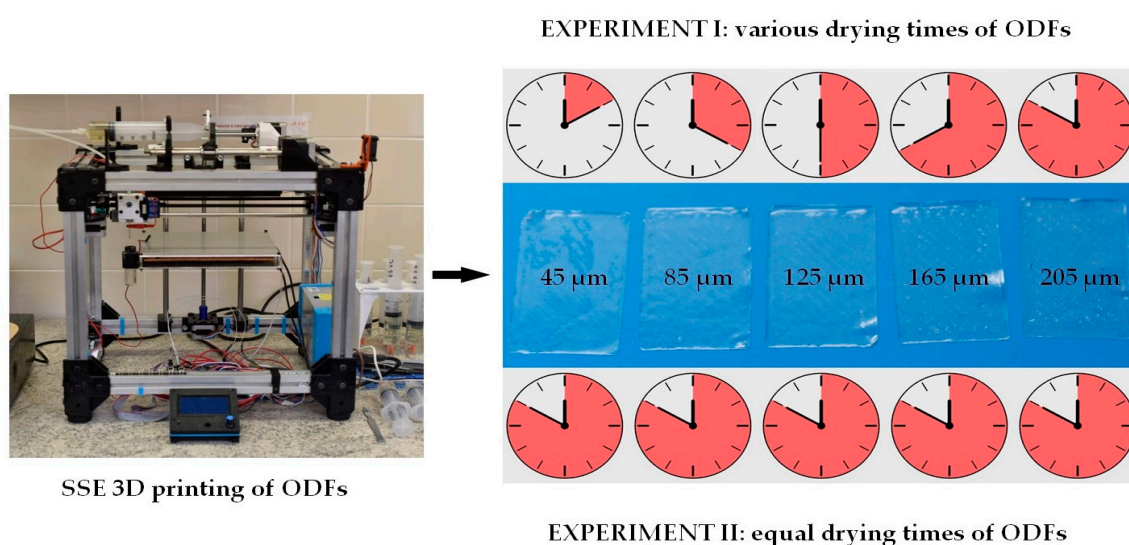 EXPERIMENT I: various drying times of ODFs
45 μm
85 μm
125 μm
165 μm
205 μm
SSE 3D printing of ODFs
EXPERIMENT II: equal drying times of ODFs